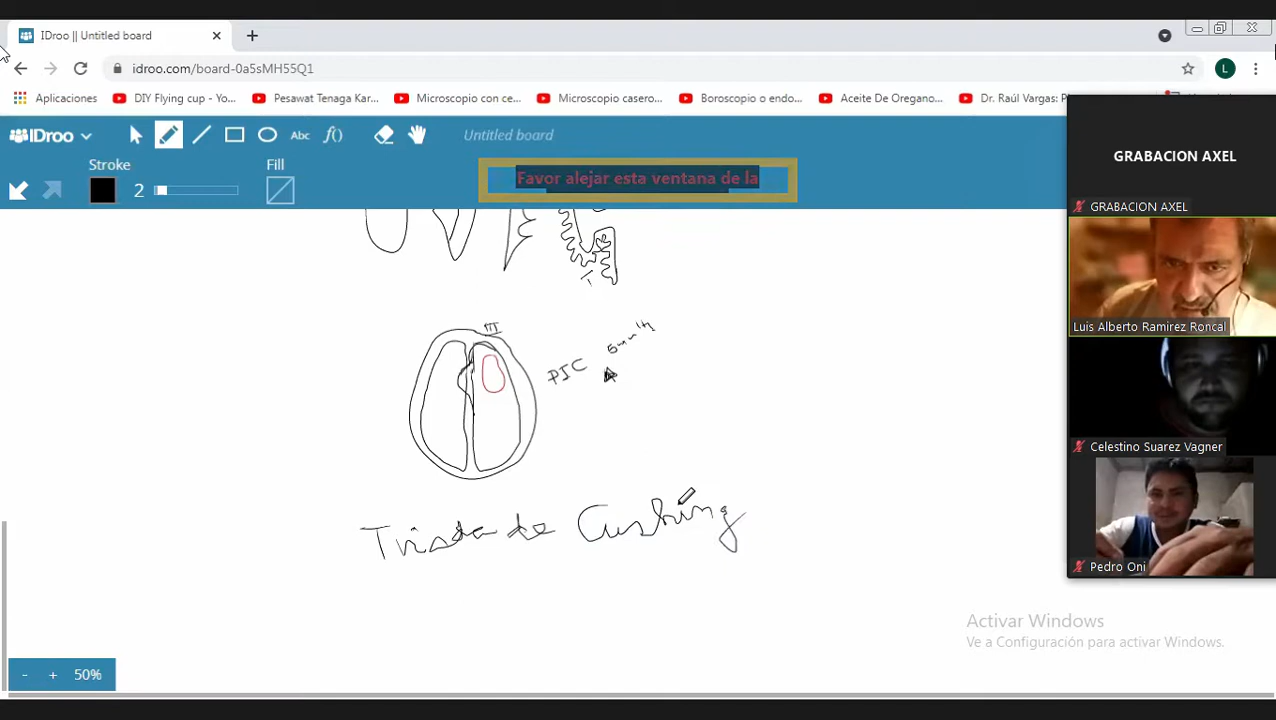 IDroo || Untitled board
idroo.com/board-0a5sMH55Q1
L
Aplicaciones
DIY Flying cup - Yo...
Pesawat Tenaga Kar...
Microscopio con ce...
Microscopio casero...
Boroscopio o endo...
Aceite De Oregano...
Dr. Raúl Vargas: P
IDroo
Abc
f()
Untitled board
GRABACION AXEL
Stroke
Fill
2
Favor alejar esta ventana de la
GRABACION AXEL
III
PIC
Luis Alberto Ramirez Roncal
Celestino Suarez Vagner
Triada de Cushing
Pedro Oni
Activar Windows
Ve a Configuración para activar Windows.
- + 50%